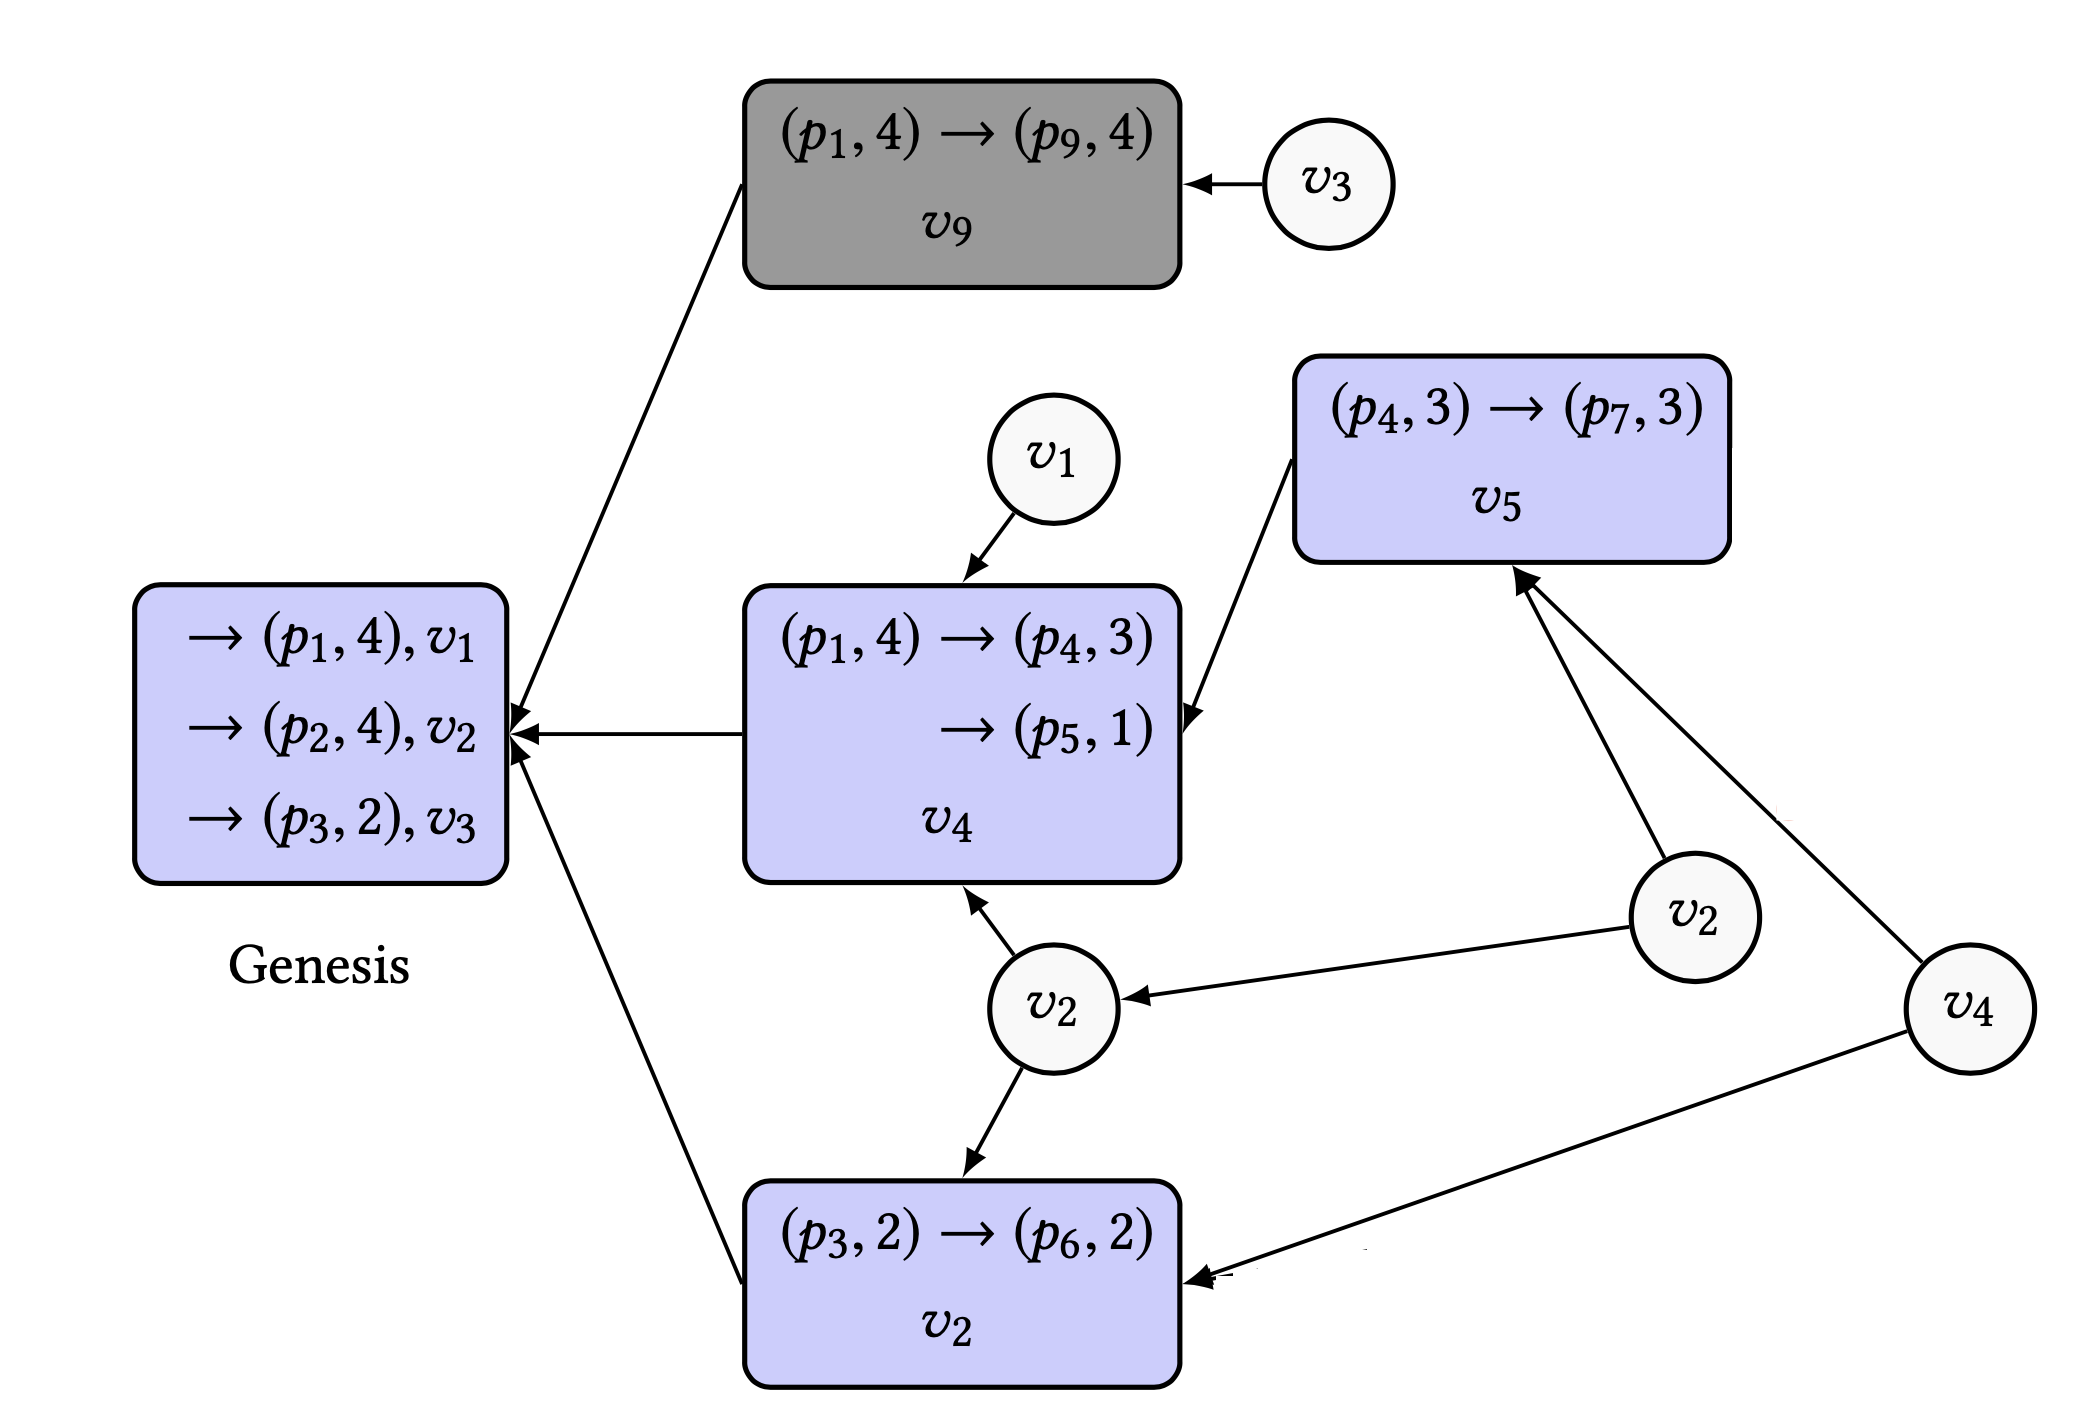 (p₁, 4) → (p₉, 4)
v₉
v₃
(p₄, 3) → (p₇, 3)
v₅
v₁
→ (p₁, 4), v₁
→ (p₂, 4), v₂
→ (p₃, 2), v₃
Genesis
(p₁, 4) → (p₄, 3)
→ (p₅, 1)
v₄
v₂
v₂
v₄
(p₃, 2) → (p₆, 2)
v₂